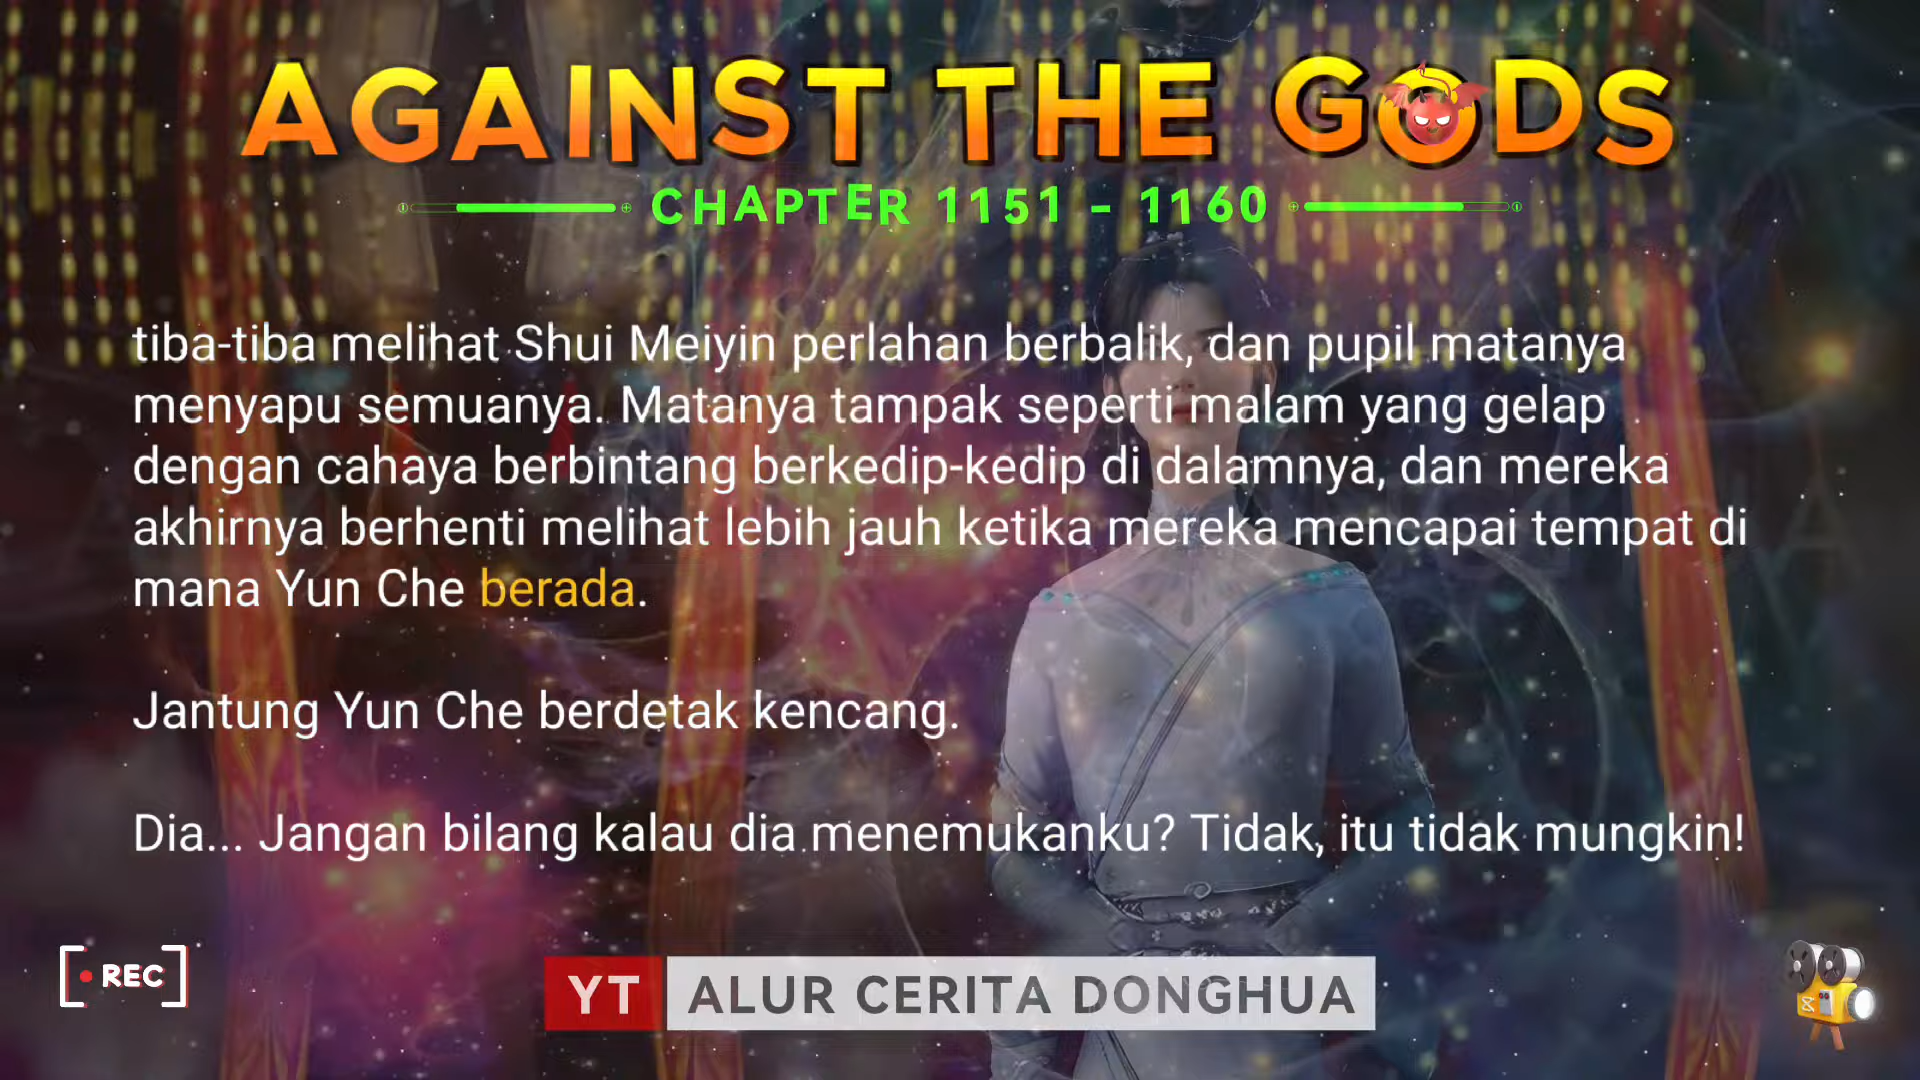 AGAINST THE GODS
CHAPTER 1151 - 1160
tiba-tiba melihat Shui Meiyin perlahan berbalik, dan pupil matanya
menyapu semuanya. Matanya tampak seperti malam yang gelap
dengan cahaya berbintang berkedip-kedip di dalamnya, dan mereka
akhirnya berhenti melihat lebih jauh ketika mereka mencapai tempat di
mana Yun Che berada.
Jantung Yun Che berdetak kencang.
Dia... Jangan bilang kalau dia menemukanku? Tidak, itu tidak mungkin!
REC
YT ALUR CERITA DONGHUA